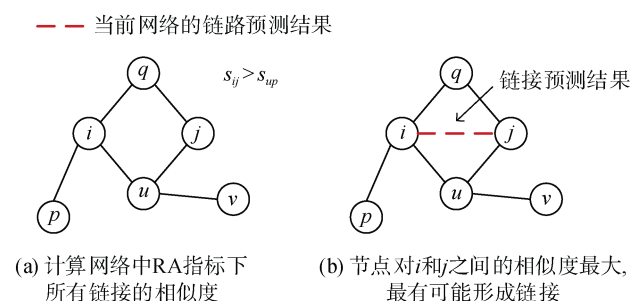 当前网络的链路预测结果
q
s_ij>s_up
i
j
u
v
p
q
链接预测结果
i
j
u
v
p
(a) 计算网络中RA指标下
所有链接的相似度
(b) 节点对i和j之间的相似度最大,
最有可能形成链接